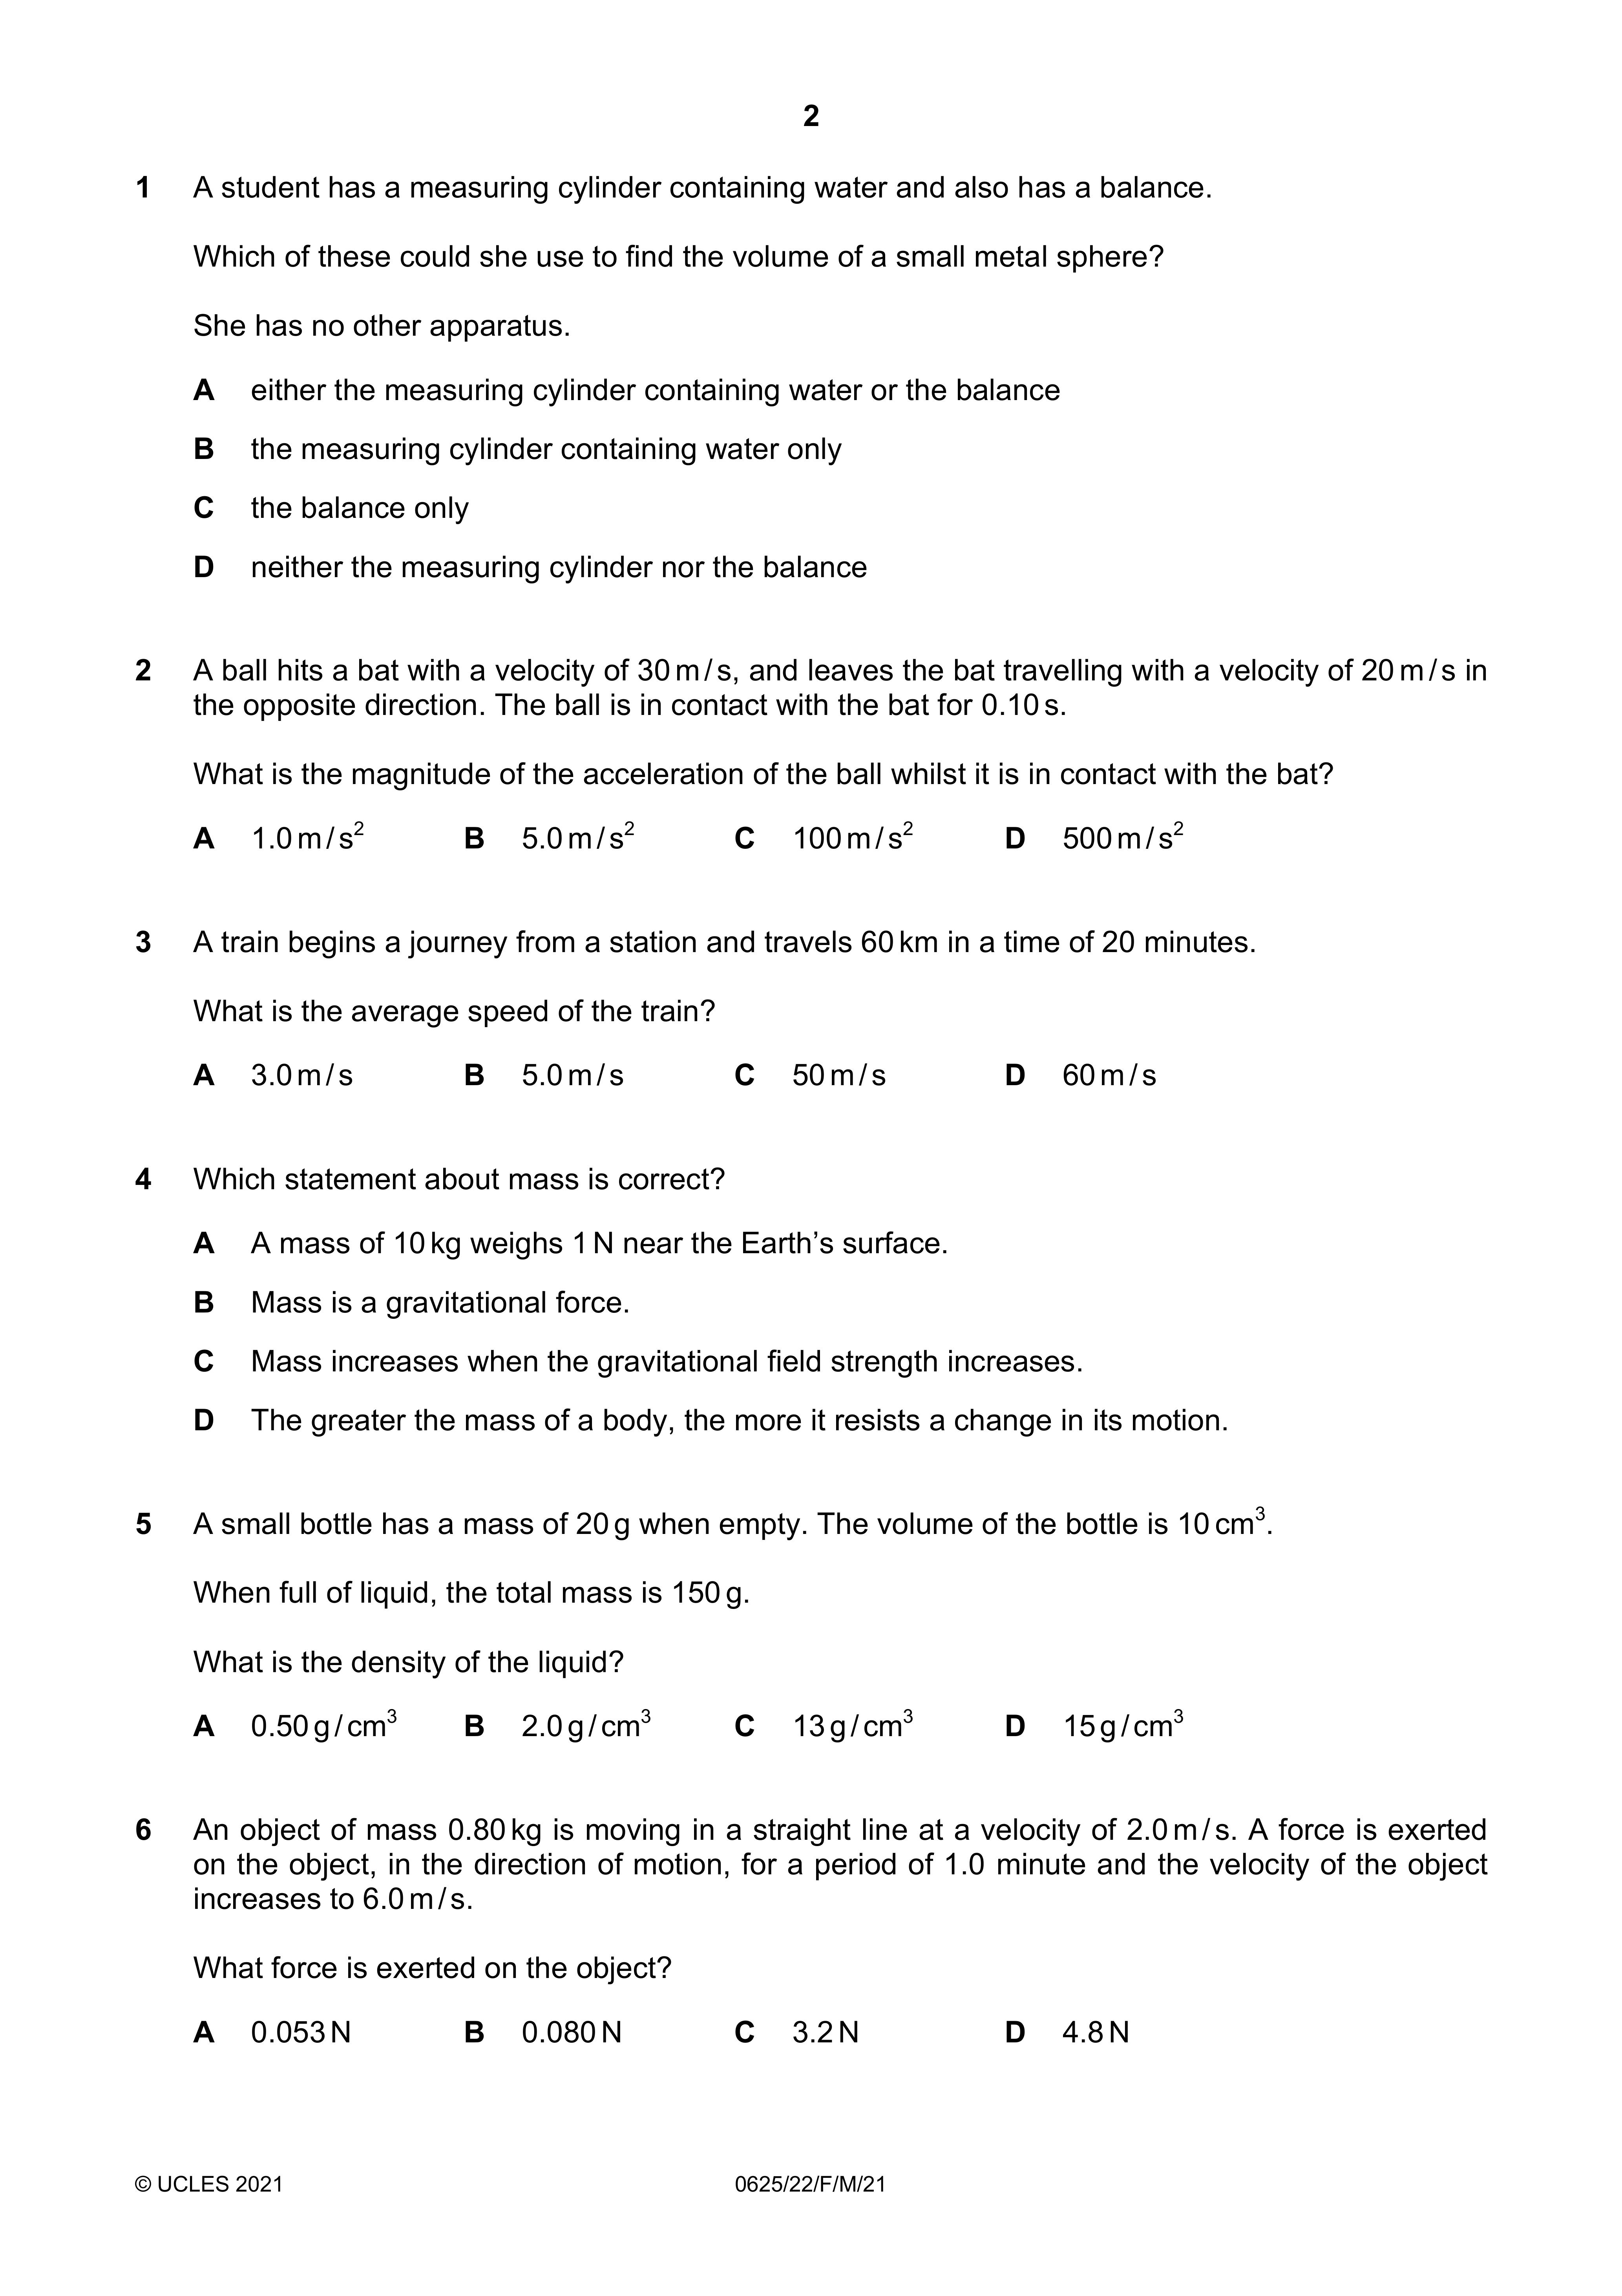 2
1 A student has a measuring cylinder containing water and also has a balance.
Which of these could she use to find the volume of a small metal sphere?
She has no other apparatus.
A either the measuring cylinder containing water or the balance
B the measuring cylinder containing water only
C the balance only
D neither the measuring cylinder nor the balance
2 A ball hits a bat with a velocity of 30 m / s, and leaves the bat travelling with a velocity of 20 m / s in
the opposite direction. The ball is in contact with the bat for 0.10 s.
What is the magnitude of the acceleration of the ball whilst it is in contact with the bat?
A 1.0 m / s² B 5.0 m / s² C 100 m / s² D 500 m / s²
3 A train begins a journey from a station and travels 60 km in a time of 20 minutes.
What is the average speed of the train?
A 3.0 m / s B 5.0 m / s C 50 m / s D 60 m / s
4 Which statement about mass is correct?
A A mass of 10 kg weighs 1 N near the Earth’s surface.
B Mass is a gravitational force.
C Mass increases when the gravitational field strength increases.
D The greater the mass of a body, the more it resists a change in its motion.
5 A small bottle has a mass of 20 g when empty. The volume of the bottle is 10 cm³.
When full of liquid, the total mass is 150 g.
What is the density of the liquid?
A 0.50 g / cm³ B 2.0 g / cm³ C 13 g / cm³ D 15 g / cm³
6 An object of mass 0.80 kg is moving in a straight line at a velocity of 2.0 m / s. A force is exerted
on the object, in the direction of motion, for a period of 1.0 minute and the velocity of the object
increases to 6.0 m / s.
What force is exerted on the object?
A 0.053 N B 0.080 N C 3.2 N D 4.8 N
© UCLES 2021 0625/22/F/M/21